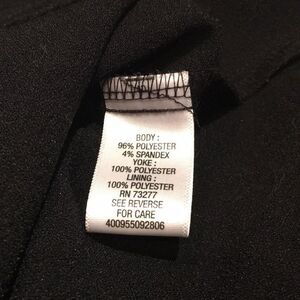 BODY :
96% POLYESTER
4% SPANDEX
YOKE :
100% POLYESTER
LINING :
100% POLYESTER
RN 73277
SEE REVERSE
FOR CARE
400955092806